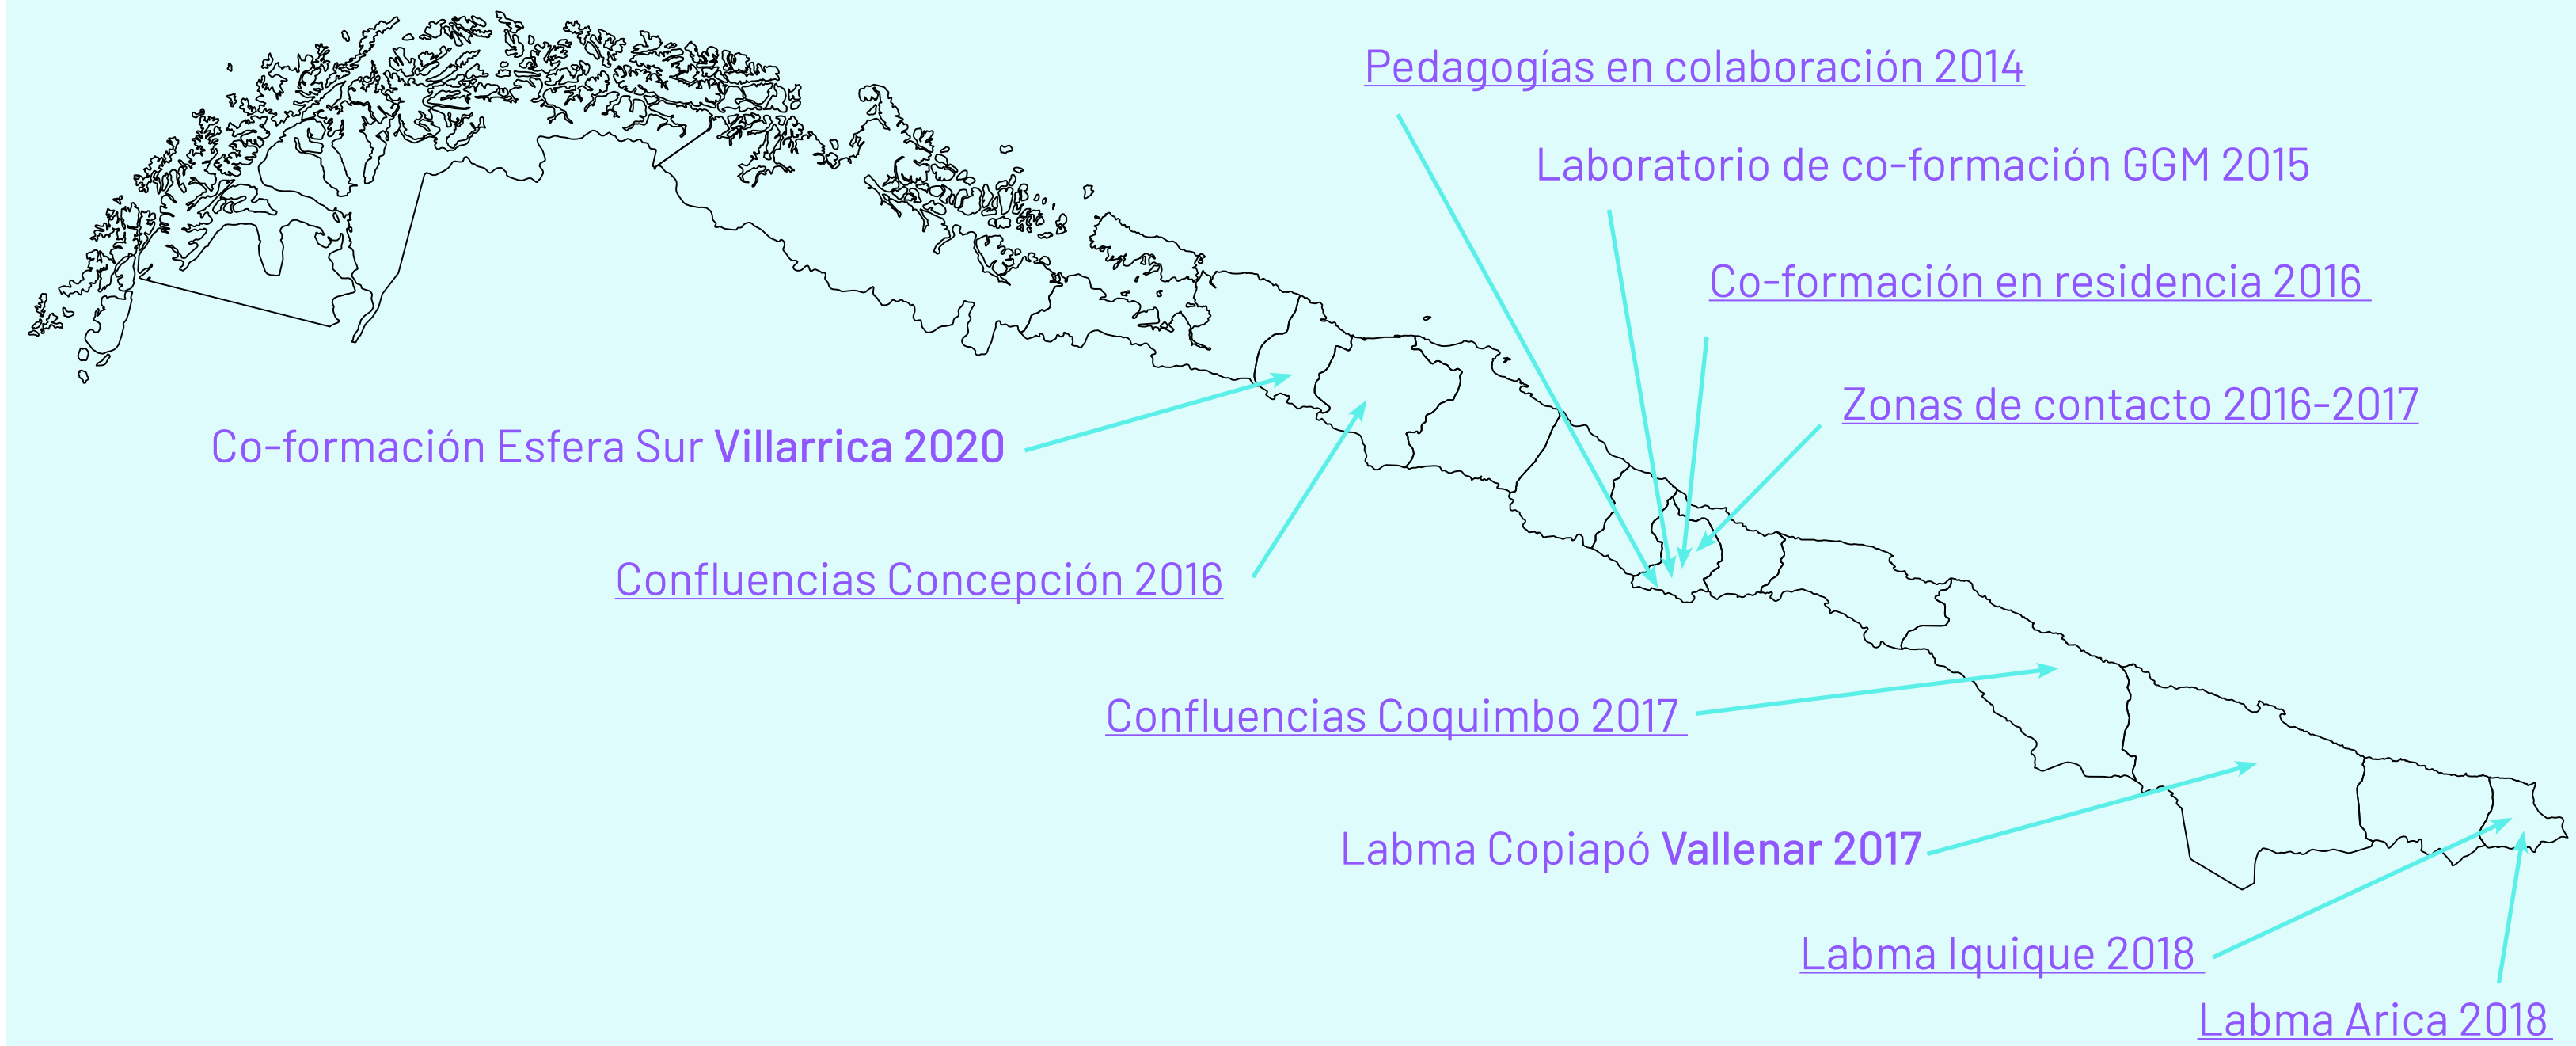 Pedagogías en colaboración 2014
Laboratorio de co-formación GGM 2015
Co-formación en residencia 2016
Zonas de contacto 2016-2017
Co-formación Esfera Sur Villarrica 2020
Confluencias Concepción 2016
Confluencias Coquimbo 2017
Labma Copiapó Vallenar 2017
Labma Iquique 2018
Labma Arica 2018